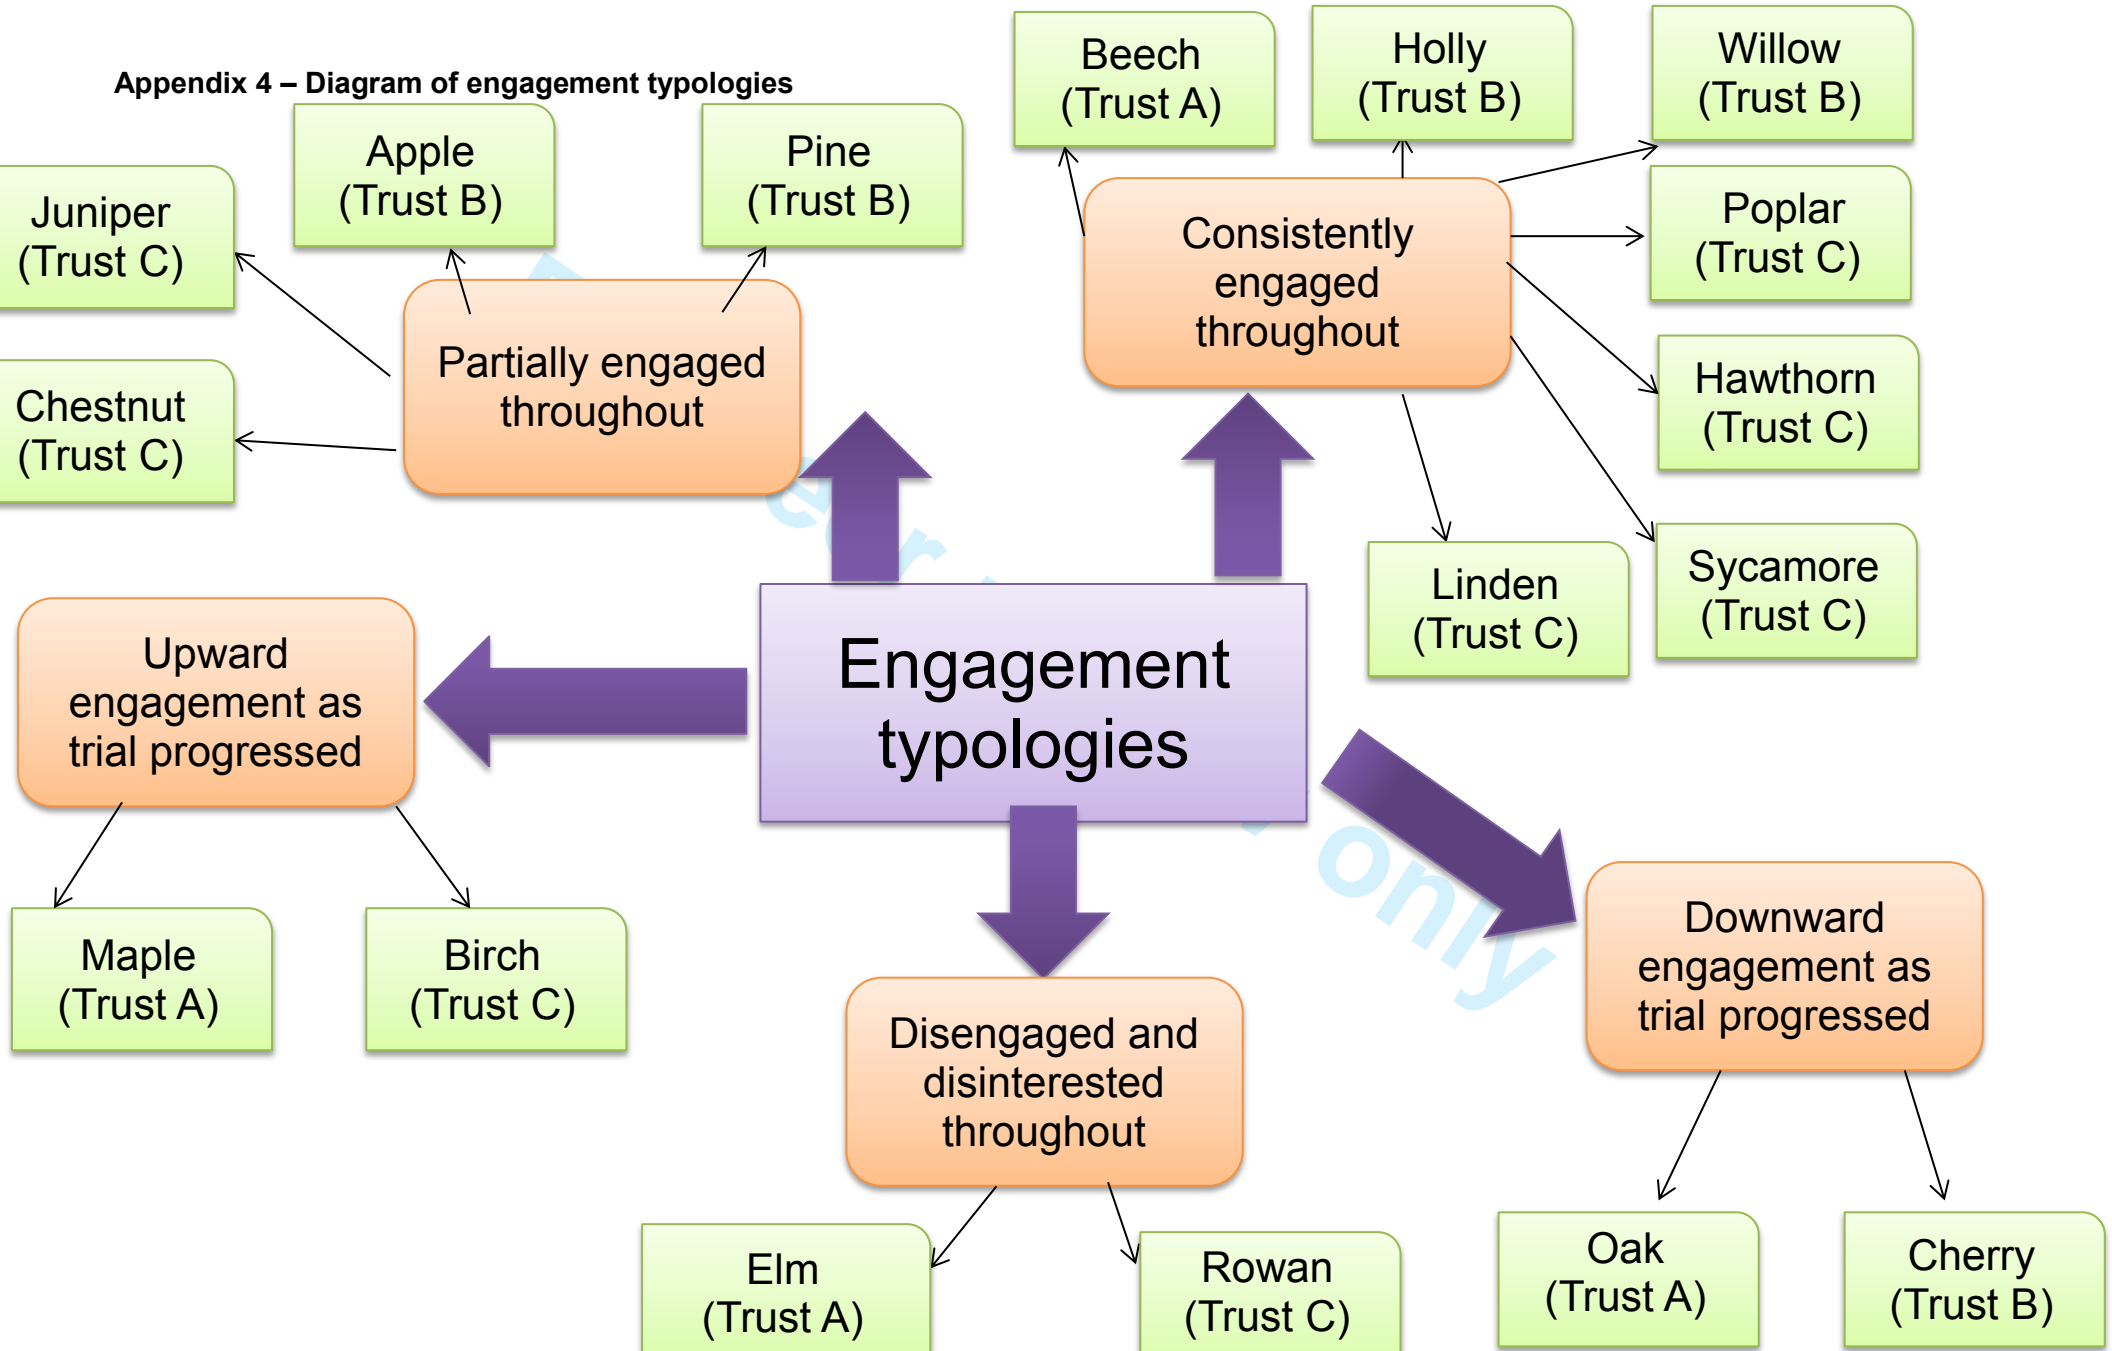 Appendix 4 – Diagram of engagement typologies
Beech
(Trust A)
Holly
(Trust B)
Willow
(Trust B)
Apple
(Trust B)
Pine
(Trust B)
Juniper
(Trust C)
Chestnut
(Trust C)
Partially engaged
throughout
Consistently
engaged
throughout
Poplar
(Trust C)
Hawthorn
(Trust C)
Sycamore
(Trust C)
Linden
(Trust C)
Upward
engagement as
trial progressed
Engagement
typologies
Maple
(Trust A)
Birch
(Trust C)
Disengaged and
disinterested
throughout
Downward
engagement as
trial progressed
Elm
(Trust A)
Rowan
(Trust C)
Oak
(Trust A)
Cherry
(Trust B)
only